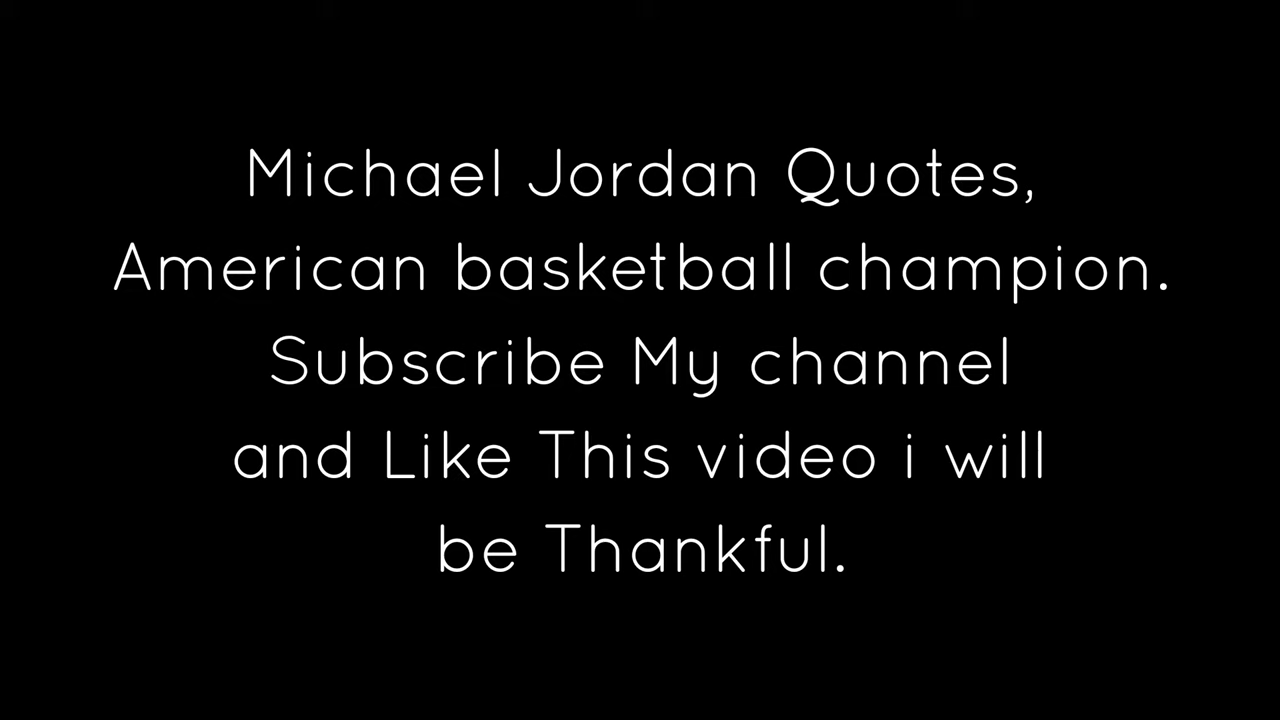 Michael Jordan Quotes,
American basketball champion.
Subscribe My channel
and Like This video i will
be Thankful.